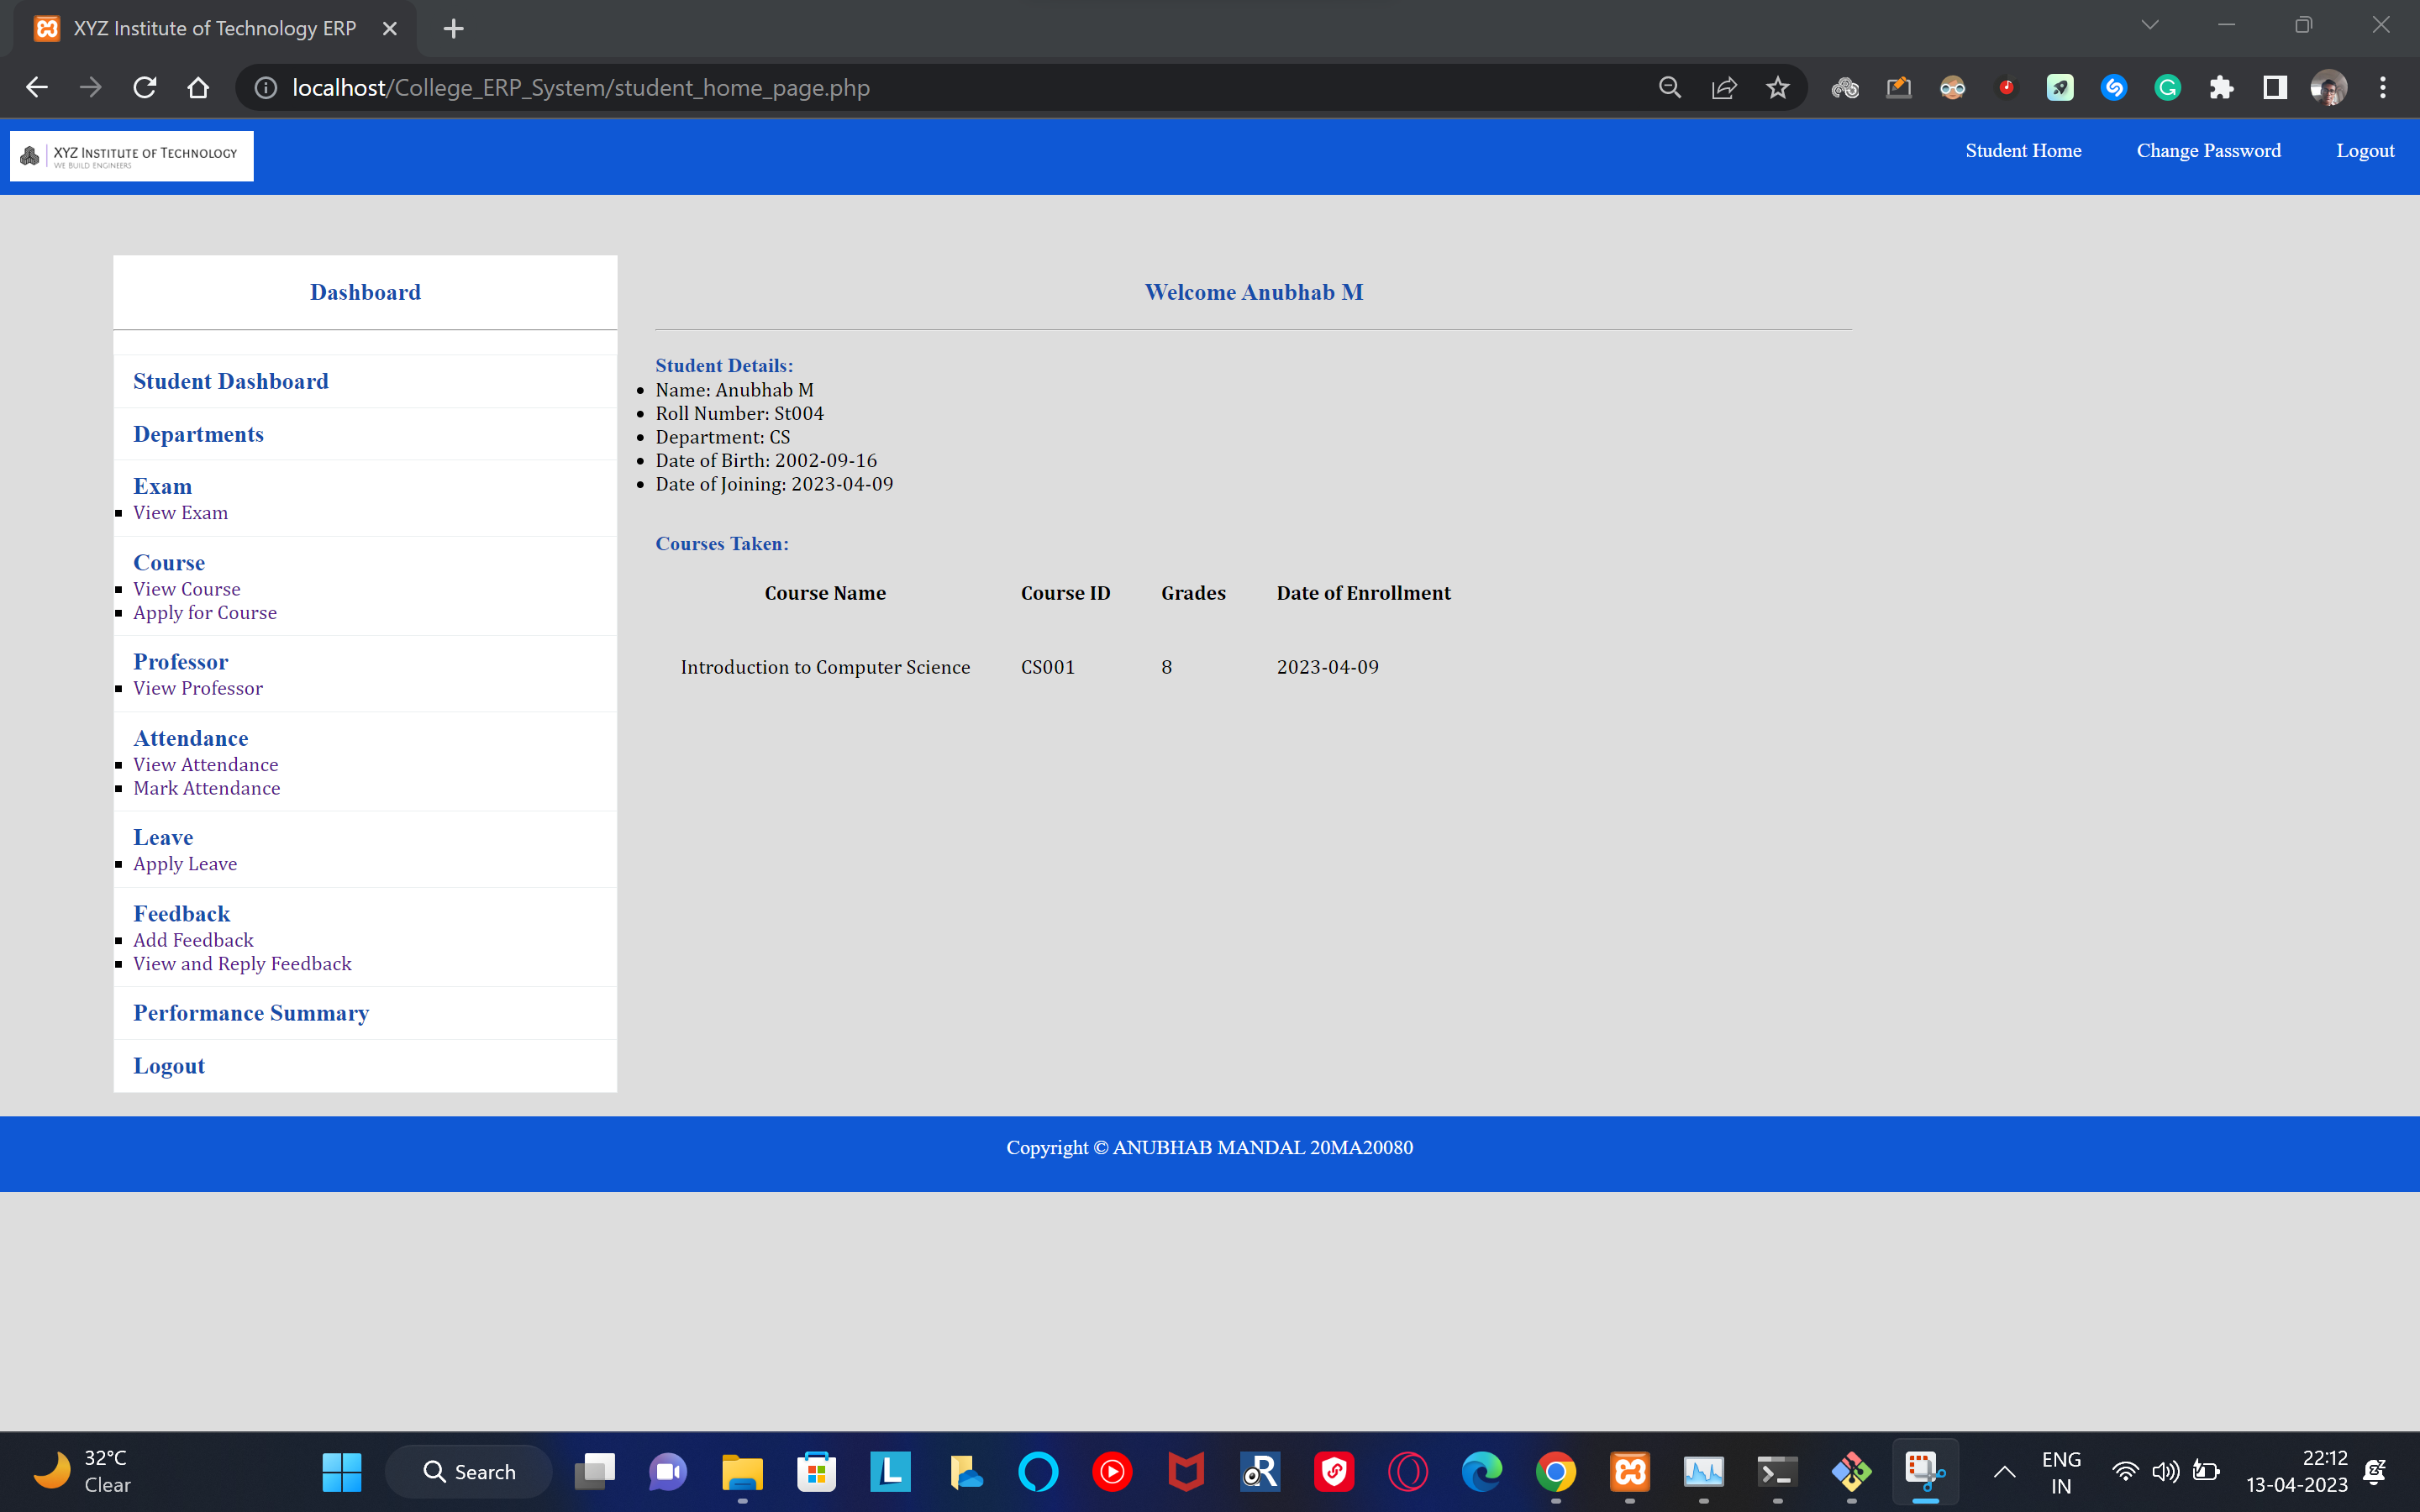 XYZ Institute of Technology ERP
localhost/College_ERP_System/student_home_page.php
XYZ INSTITUTE OF TECHNOLOGY
WE BUILD ENGINEERS
Student Home
Change Password
Logout
Dashboard
Student Dashboard
Departments
Exam
View Exam
Course
View Course
Apply for Course
Professor
View Professor
Attendance
View Attendance
Mark Attendance
Leave
Apply Leave
Feedback
Add Feedback
View and Reply Feedback
Performance Summary
Logout
Welcome Anubhab M
Student Details:
Name: Anubhab M
Roll Number: St004
Department: CS
Date of Birth: 2002-09-16
Date of Joining: 2023-04-09
Courses Taken:
Course Name Course ID Grades Date of Enrollment
Introduction to Computer Science CS001 8 2023-04-09
Copyright © ANUBHAB MANDAL 20MA20080
32°C
Clear
Search
L
R
ENG
IN
22:12
13-04-2023